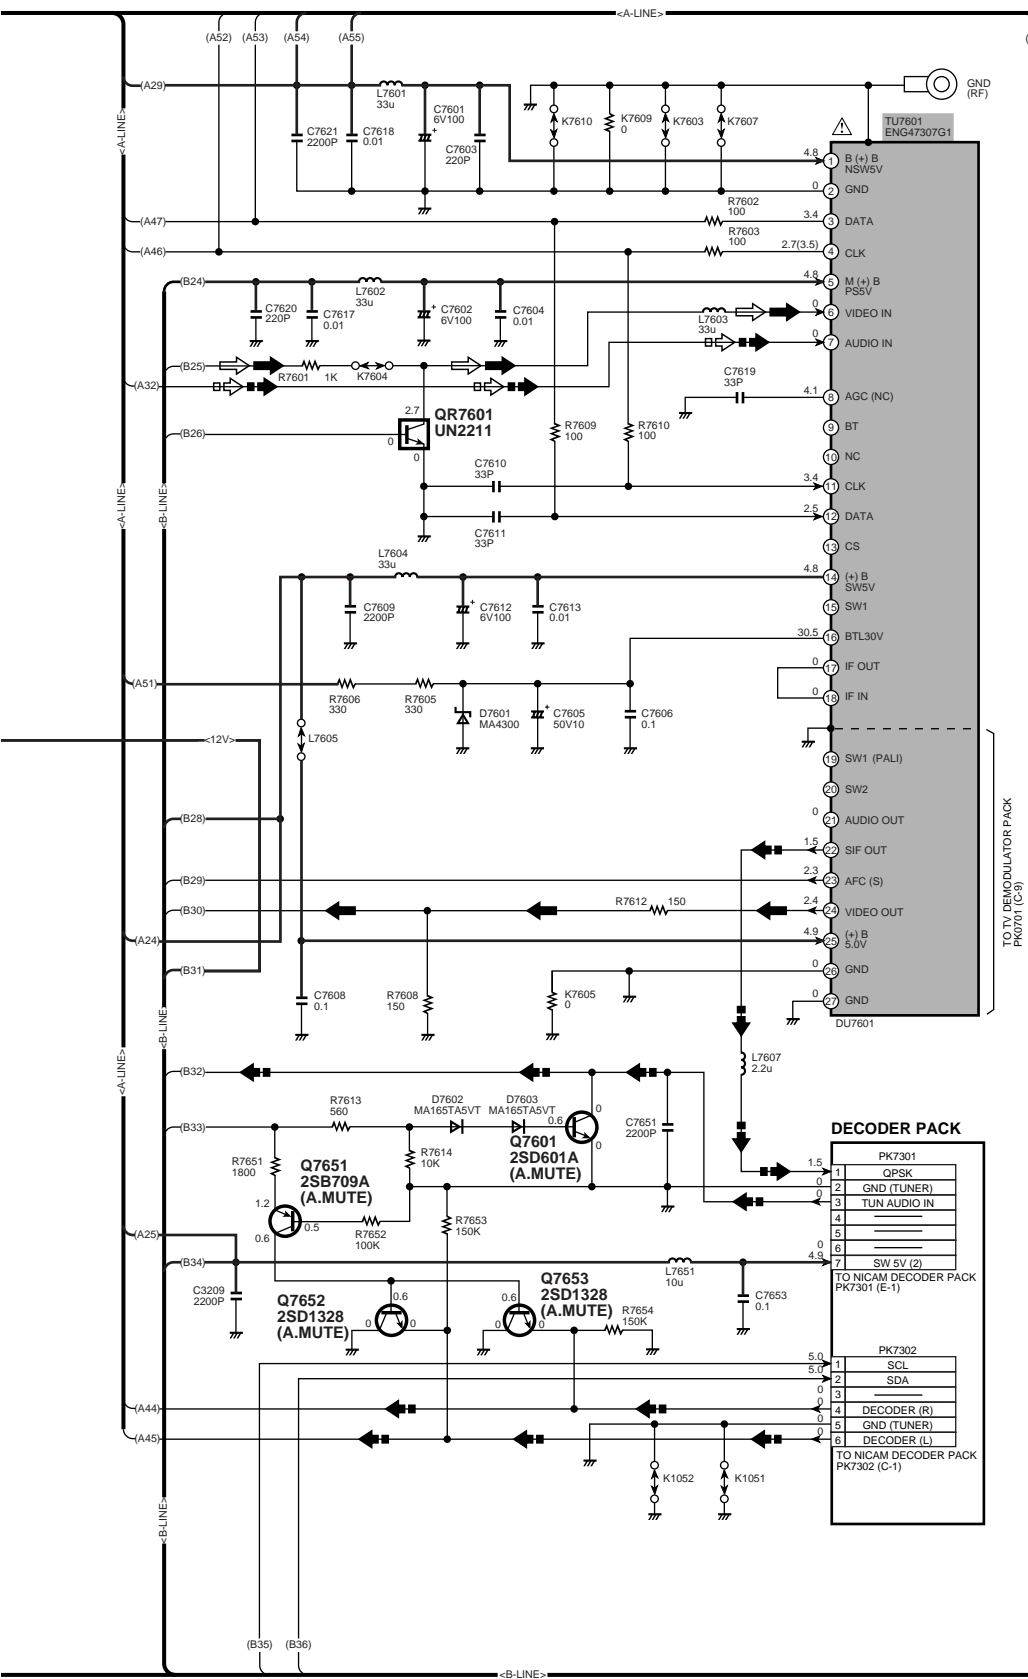 <A-LINE>
(A52)
(A53)
(A54)
(A55)
(A29)
L7601
33u
C7621
2200P
C7618
0.01
C7601
6V100
+
C7603
220P
K7610
K7609
0
K7603
K7607
GND
(RF)
TU7601
ENG47307G1
<A-LINE>
4.8
1
B (+) B
NSW5V
0
2
GND
R7602
100
(A47)
3.4
3
DATA
R7603
100
(A46)
2.7(3.5)
4
CLK
(B24)
L7602
33u
4.8
5
M (+) B
PS5V
C7620
220P
C7617
0.01
+
C7602
6V100
C7604
0.01
L7603
33u
0
6
VIDEO IN
0
7
AUDIO IN
(B25)
R7601
1K
K7604
(A32)
C7619
33P
4.1
8
AGC (NC)
2.7
QR7601
UN2211
(B26)
0
0
R7609
100
R7610
100
9
BT
10
NC
C7610
33P
3.4
11
CLK
<A-LINE>
<B-LINE>
2.5
12
DATA
C7611
33P
13
CS
L7604
33u
4.8
14
(+) B
SW5V
C7609
2200P
+
C7612
6V100
C7613
0.01
15
SW1
30.5
16
BTL30V
0
17
IF OUT
(A51)
R7606
330
R7605
330
0
18
IF IN
D7601
MA4300
+
C7605
50V10
C7606
0.1
<12V>
L7605
19
SW1 (PALI)
20
SW2
(B28)
0
21
AUDIO OUT
1.5
22
SIF OUT
(B29)
2.3
23
AFC (S)
(B30)
R7612
150
2.4
24
VIDEO OUT
(A24)
4.9
25
(+) B
5.0V
(B31)
0
26
GND
C7608
0.1
R7608
150
K7605
0
0
27
GND
DU7601
TO TV DEMODULATOR PACK
PK0701 (C-9)
<B-LINE>
<A-LINE>
L7607
2.2u
(B32)
R7613
560
D7602
MA165TA5VT
D7603
MA165TA5VT
0
0.6
C7651
2200P
(B33)
Q7601
2SD601A
(A.MUTE)
0
R7651
1800
Q7651
2SB709A
(A.MUTE)
R7614
10K
DECODER PACK
PK7301
1.5
1
QPSK
0
2
GND (TUNER)
0
3
TUN AUDIO IN
4
5
0
6
4.9
7
SW 5V (2)
TO NICAM DECODER PACK
PK7301 (E-1)
1.2
0.5
0.6
R7652
100K
R7653
150K
(A25)
(B34)
L7651
10u
C3209
2200P
Q7652
2SD1328
(A.MUTE)
0.6
0
0
0.6
0
0
Q7653
2SD1328
(A.MUTE)
R7654
150K
C7653
0.1
PK7302
5.0
1
SCL
5.0
2
SDA
0
3
0
4
DECODER (R)
0
5
GND (TUNER)
0
6
DECODER (L)
TO NICAM DECODER PACK
PK7302 (C-1)
(A44)
(A45)
K1052
K1051
<B-LINE>
(B35)
(B36)
<B-LINE>